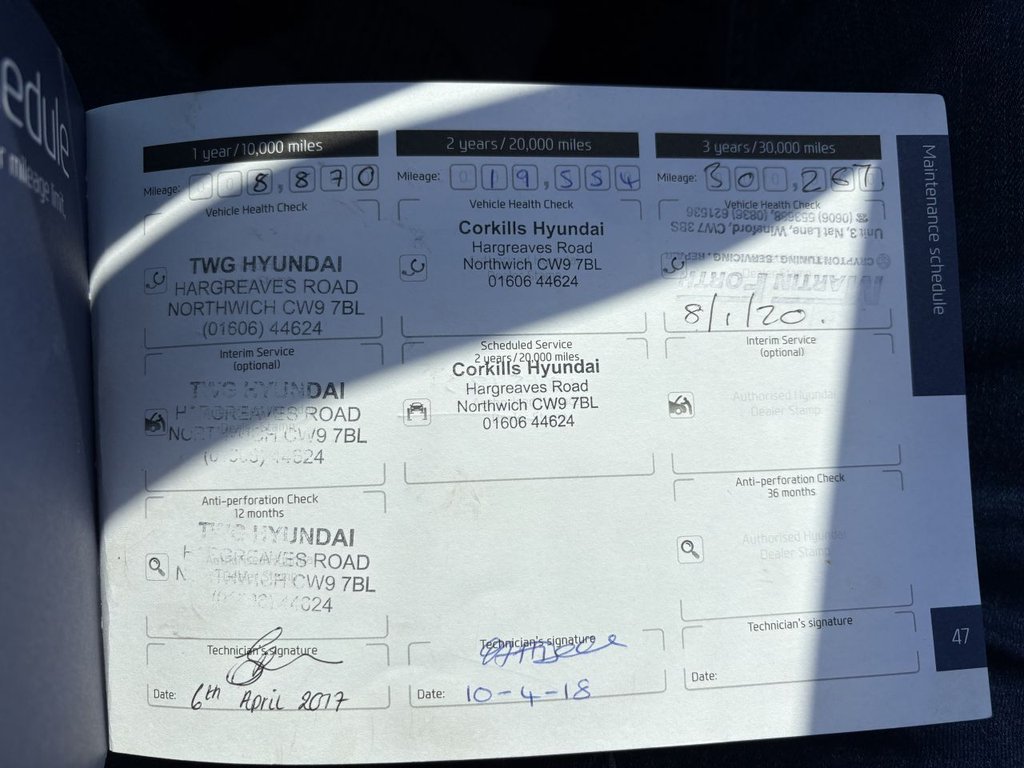 edule
r mileage limit.
1 year/10,000 miles
Mileage: 008,870
Vehicle Health Check
TWG HYUNDAI
HARGREAVES ROAD
NORTHWICH CW9 7BL
(01606) 44624
Interim Service
(optional)
TWG HYUNDAI
HARGREAVES ROAD
NORTHWICH CW9 7BL
44624
Anti-perforation Check
12 months
TWG HYUNDAI
HARGREAVES ROAD
CW9 7BL
44624
Technician's signature
Date: 6th April 2017
2 years/20,000 miles
Mileage: 019,554
Vehicle Health Check
Corkills Hyundai
Hargreaves Road
Northwich CW9 7BL
01606 44624
Scheduled Service
2 years/20,000 miles
Corkills Hyundai
Hargreaves Road
Northwich CW9 7BL
01606 44624
Technician's signature
Date: 10-4-18
3 years/30,000 miles
Mileage: 300,267
Vehicle Health Check
MARTIN FORTH
CRYPTON TUNING, SERVICING,
Unit 3, Nat Lane, Winsford, CW7 3BS
8/1/20.
Interim Service
(optional)
Authorised Hyundai
Dealer Stamp
Anti-perforation Check
36 months
Authorised Hyundai
Dealer Stamp
Technician's signature
Date:
Maintenance schedule
47